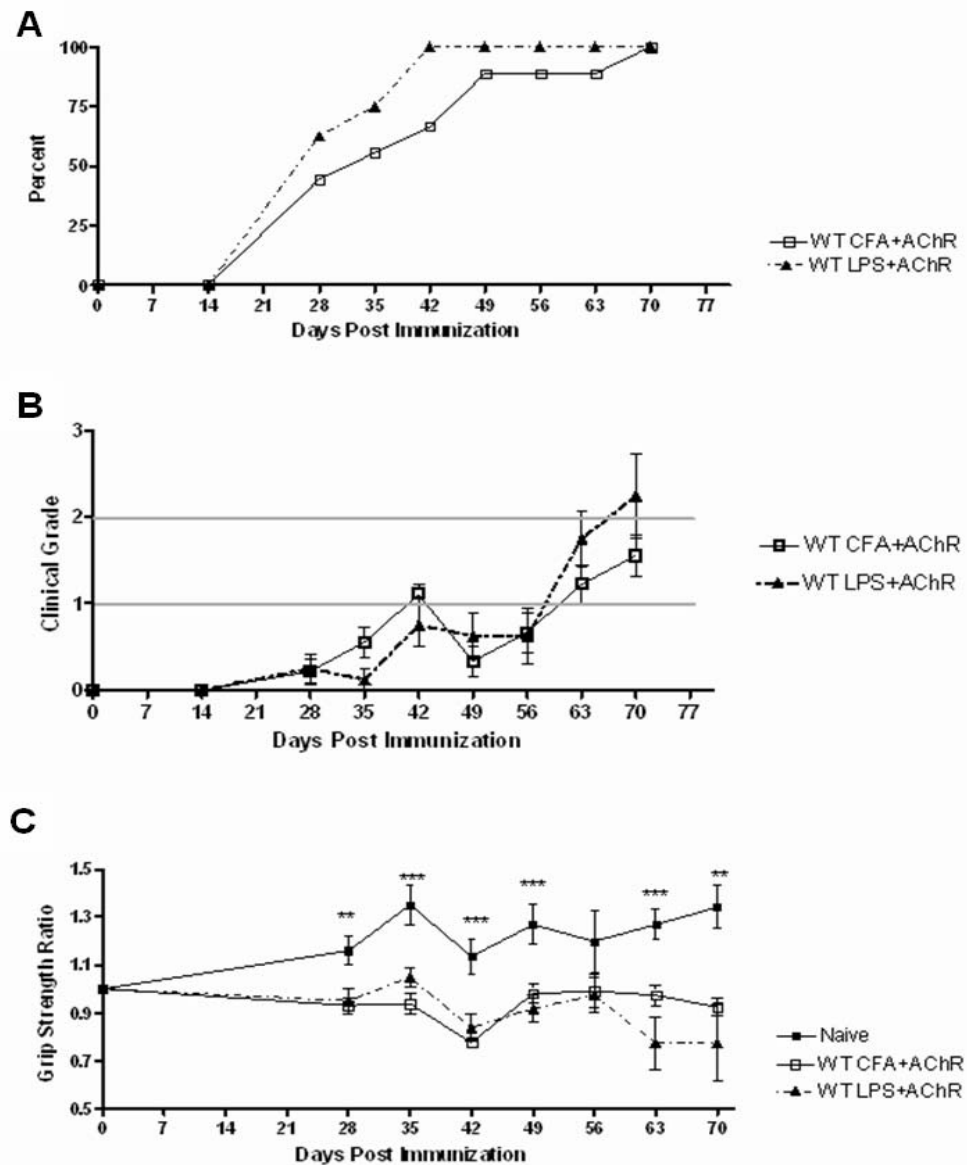 A
100
75
50
25
0
Percent
0 7 14 21 28 35 42 49 56 63 70 77
Days Post Immunization
WT CFA+AChR
WT LPS+AChR
B
3
2
1
0
Clinical Grade
0 7 14 21 28 35 42 49 56 63 70 77
Days Post Immunization
WT CFA+AChR
WT LPS+AChR
C
1.5
1.3
1.1
0.9
0.7
0.5
Grip Strength Ratio
** *** *** *** *** **
0 28 35 42 49 56 63 70
Days Post Immunization
Naive
WT CFA+AChR
WT LPS+AChR